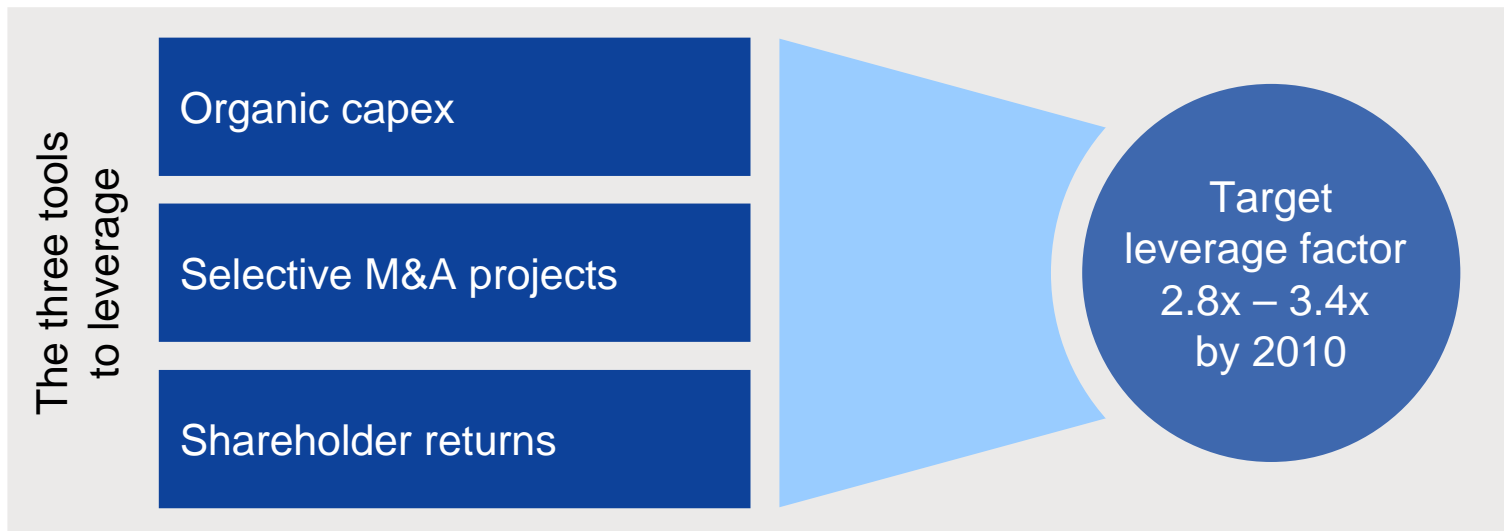 The three tools
to leverage
Organic capex
Selective M&A projects
Shareholder returns
Target
leverage factor
2.8x – 3.4x
by 2010